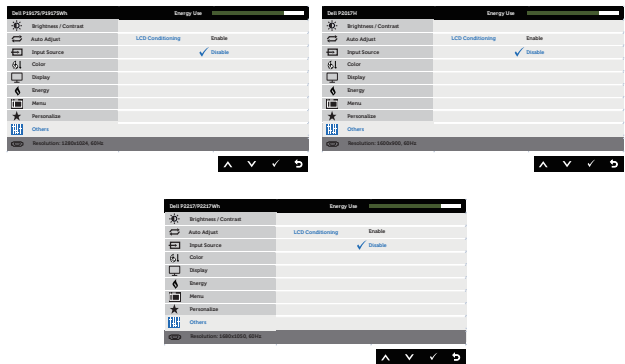 Dell P1917S/P1917SWh Energy Use
Brightness / Contrast
Auto Adjust LCD Conditioning Enable
Input Source Disable
Color
Display
Energy
Menu
Personalize
Others
Resolution: 1280x1024, 60Hz
Dell P2017H Energy Use
Brightness / Contrast
Auto Adjust LCD Conditioning Enable
Input Source Disable
Color
Display
Energy
Menu
Personalize
Others
Resolution: 1600x900, 60Hz
Dell P2217/P2217Wh Energy Use
Brightness / Contrast
Auto Adjust LCD Conditioning Enable
Input Source Disable
Color
Display
Energy
Menu
Personalize
Others
Resolution: 1680x1050, 60Hz